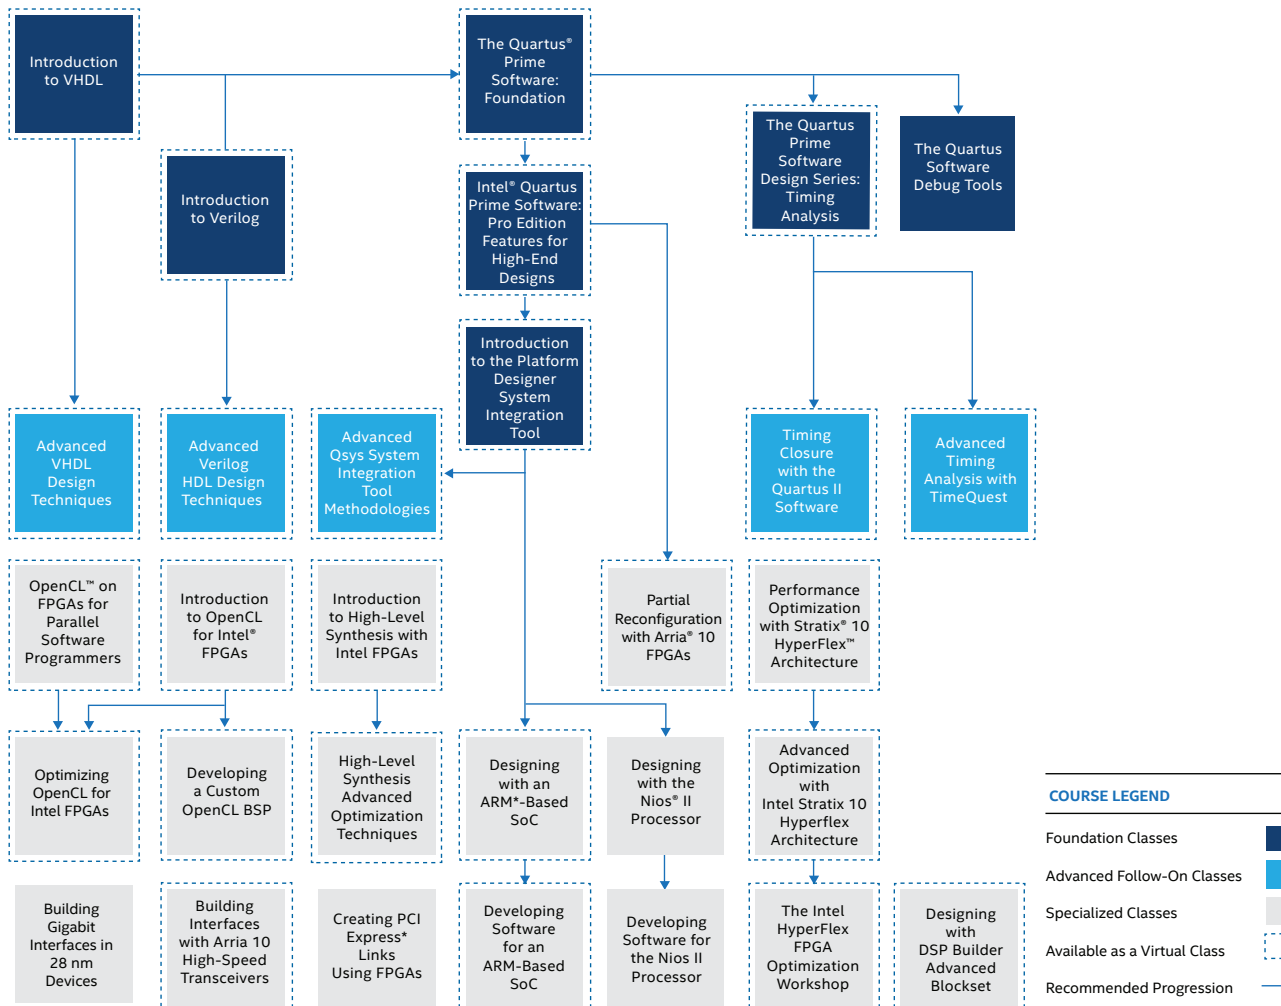 Introduction
to VHDL
The Quartus®
Prime
Software:
Foundation
Introduction
to Verilog
Intel® Quartus
Prime Software:
Pro Edition
Features for
High-End
Designs
The Quartus
Prime
Software
Design Series:
Timing
Analysis
The Quartus
Software
Debug Tools
Introduction
to the Platform
Designer
System
Integration
Tool
Advanced
VHDL
Design
Techniques
Advanced
Verilog
HDL Design
Techniques
Advanced
Qsys System
Integration
Tool
Methodologies
Timing
Closure
with the
Quartus II
Software
Advanced
Timing
Analysis with
TimeQuest
OpenCL™ on
FPGAs for
Parallel
Software
Programmers
Introduction
to OpenCL
for Intel®
FPGAs
Introduction
to High-Level
Synthesis with
Intel FPGAs
Partial
Reconfiguration
with Arria® 10
FPGAs
Performance
Optimization
with Stratix® 10
HyperFlex™
Architecture
Optimizing
OpenCL for
Intel FPGAs
Developing
a Custom
OpenCL BSP
High-Level
Synthesis
Advanced
Optimization
Techniques
Designing
with an
ARM*-Based
SoC
Designing
with the
Nios® II
Processor
Advanced
Optimization
with
Intel Stratix 10
Hyperflex
Architecture
Building
Gigabit
Interfaces in
28 nm
Devices
Building
Interfaces
with Arria 10
High-Speed
Transceivers
Creating PCI
Express*
Links
Using FPGAs
Developing
Software
for an
ARM-Based
SoC
Developing
Software for
the Nios II
Processor
The Intel
HyperFlex
FPGA
Optimization
Workshop
Designing
with
DSP Builder
Advanced
Blockset
COURSE LEGEND
Foundation Classes
Advanced Follow-On Classes
Specialized Classes
Available as a Virtual Class
Recommended Progression